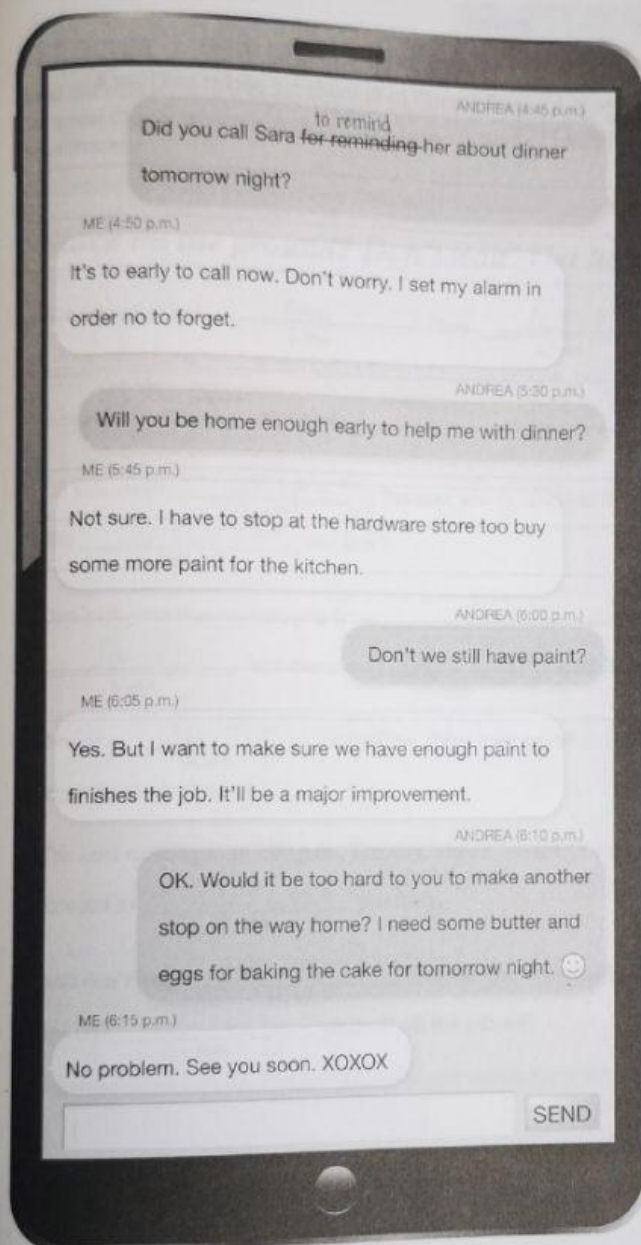 ANDREA (4:45 p.m.)
to remind
Did you call Sara for reminding her about dinner
tomorrow night?
ME (4:50 p.m.)
It's to early to call now. Don't worry. I set my alarm in
order no to forget.
ANDREA (5:30 p.m.)
Will you be home enough early to help me with dinner?
ME (5:45 p.m.)
Not sure. I have to stop at the hardware store too buy
some more paint for the kitchen.
ANDREA (6:00 p.m.)
Don't we still have paint?
ME (6:05 p.m.)
Yes. But I want to make sure we have enough paint to
finishes the job. It'll be a major improvement.
ANDREA (6:10 p.m.)
OK. Would it be too hard to you to make another
stop on the way home? I need some butter and
eggs for baking the cake for tomorrow night.
ME (6:15 p.m.)
No problem. See you soon. XOXOX
SEND